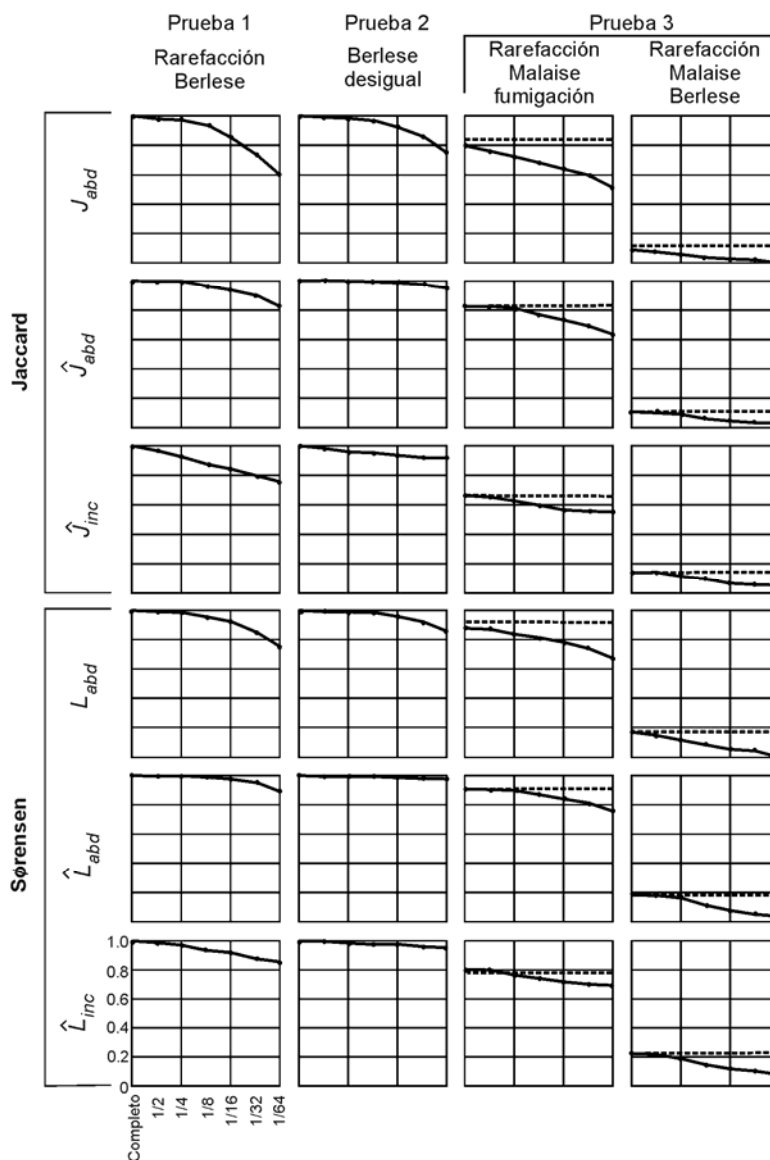 Prueba 1
Prueba 2
Prueba 3
Rarefacción
Berlese
Berlese
desigual
Rarefacción
Malaise
fumigación
Rarefacción
Malaise
Berlese
Jaccard
J_abd
Ĵ_abd
Ĵ_inc
Sørensen
L_abd
L̂_abd
L̂_inc
1.0
0.8
0.6
0.4
0.2
0
Completo
1/2
1/4
1/8
1/16
1/32
1/64